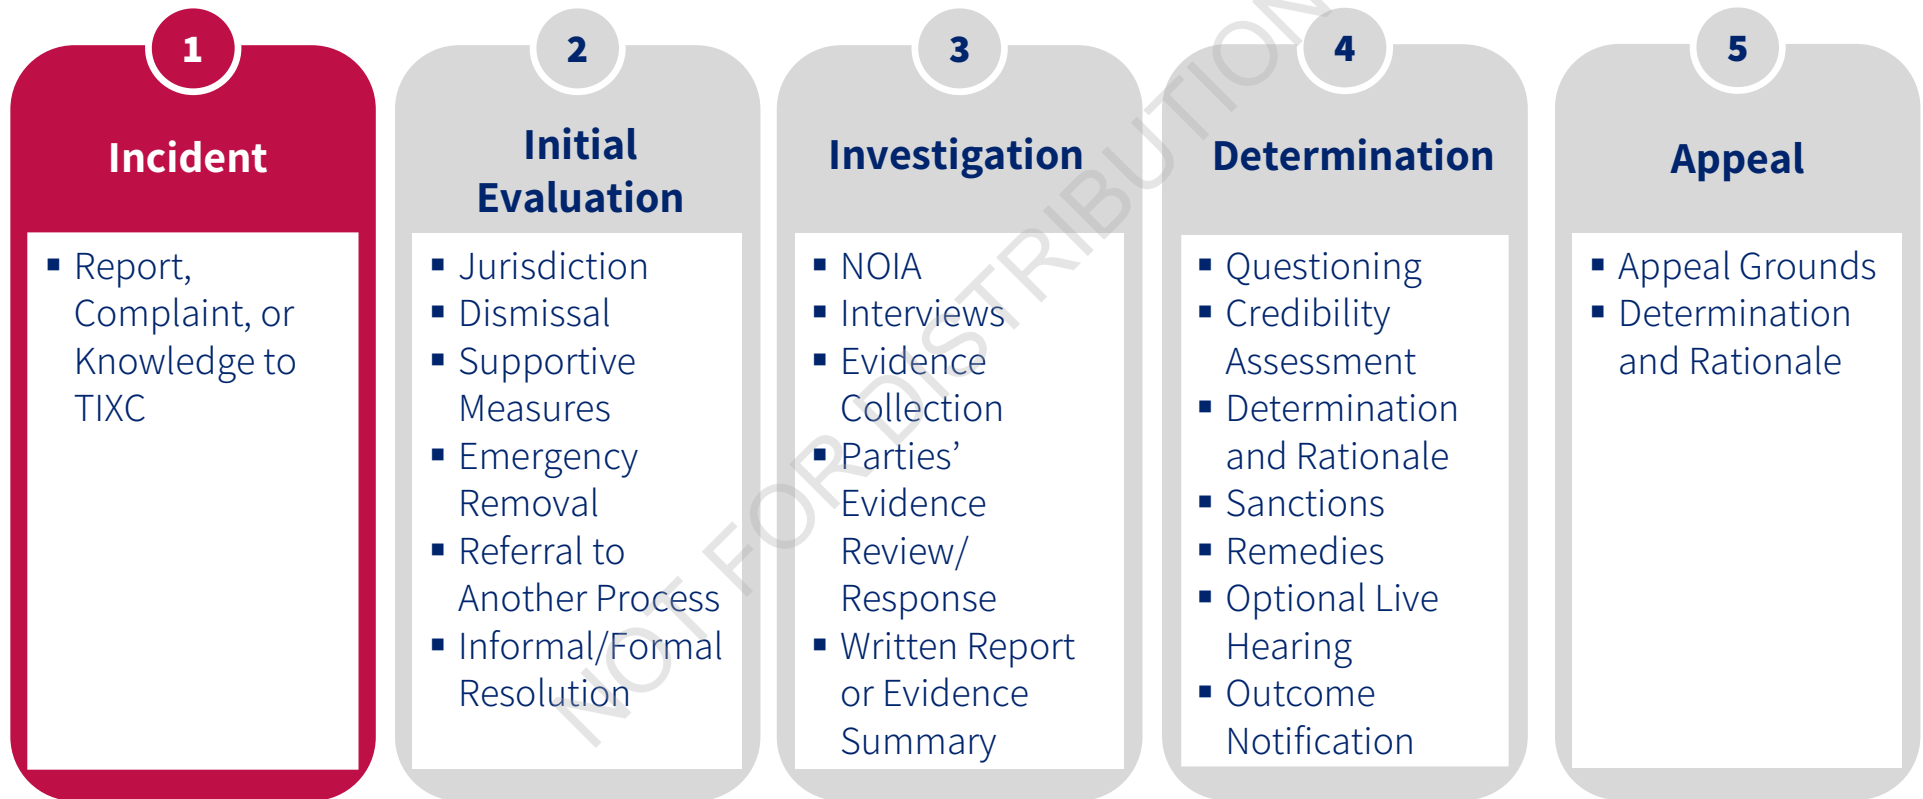 1
Incident
▪ Report,
Complaint, or
Knowledge to
TIXC
2
Initial
Evaluation
▪ Jurisdiction
▪ Dismissal
▪ Supportive
Measures
▪ Emergency
Removal
▪ Referral to
Another Process
▪ Informal/Formal
Resolution
3
Investigation
▪ NOIA
▪ Interviews
▪ Evidence
Collection
▪ Parties’
Evidence
Review/
Response
▪ Written Report
or Evidence
Summary
4
Determination
▪ Questioning
▪ Credibility
Assessment
▪ Determination
and Rationale
▪ Sanctions
▪ Remedies
▪ Optional Live
Hearing
▪ Outcome
Notification
5
Appeal
▪ Appeal Grounds
▪ Determination
and Rationale
NOT FOR DISTRIBUTION